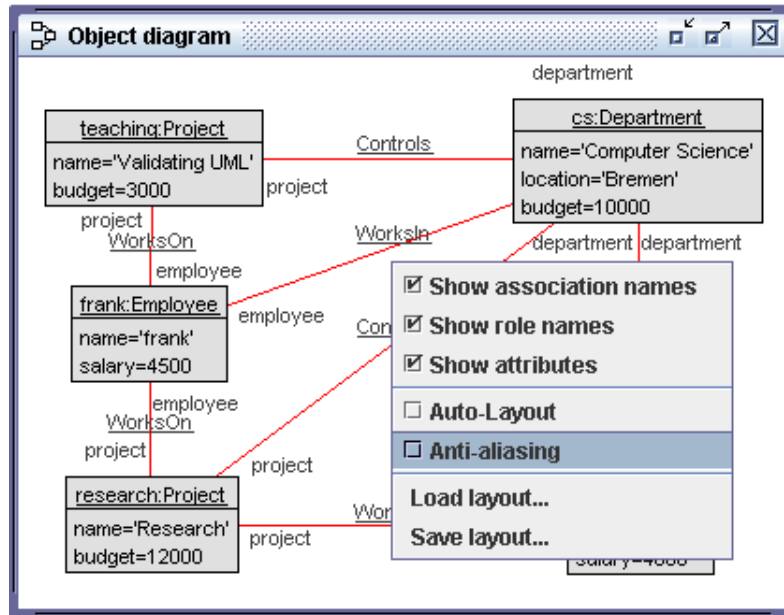 Object diagram
department
teaching:Project
name='Validating UML'
budget=3000
Controls
project
cs:Department
name='Computer Science'
location='Bremen'
budget=10000
project
WorksOn
employee
WorksIn
department
department
frank:Employee
name='frank'
salary=4500
employee
Con
employee
WorksOn
project
project
research:Project
name='Research'
budget=12000
project
Wor
Show association names
Show role names
Show attributes
Auto-Layout
Anti-aliasing
Load layout...
Save layout...